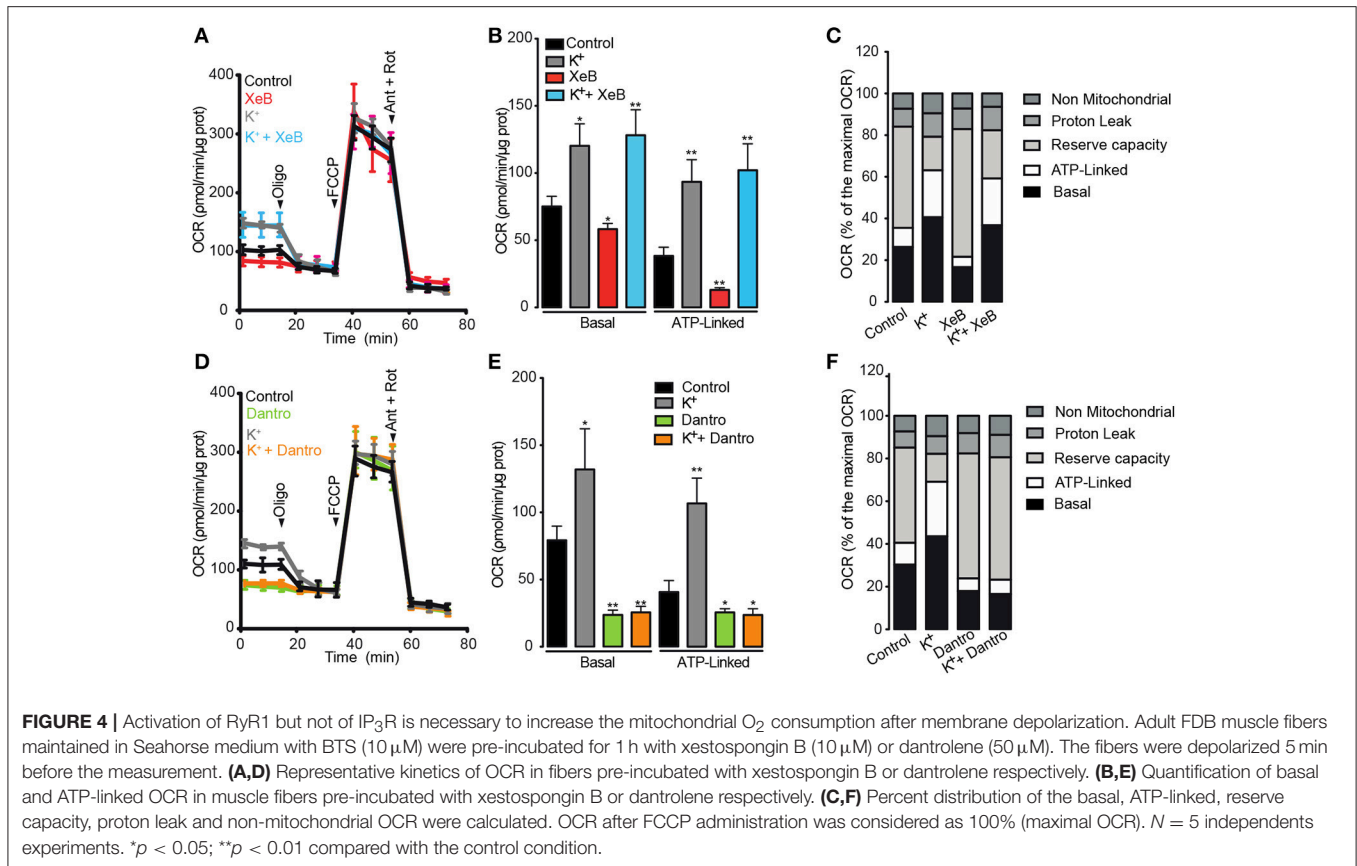 A
OCR (pmol/min/µg prot)
400
300
200
100
0
Control
XeB
K⁺
K⁺ + XeB
Oligo
FCCP
Ant + Rot
0 20 40 60 80
Time (min)
B
OCR (pmol/min/µg prot)
200
150
100
50
0
Control
K⁺
XeB
K⁺+ XeB
* ** * ** ** **
Basal ATP-Linked
C
OCR (% of the maximal OCR)
120
100
80
60
40
20
0
Non Mitochondrial
Proton Leak
Reserve capacity
ATP-Linked
Basal
Control K⁺ XeB K⁺+ XeB
D
OCR (pmol/min/µg prot)
400
300
200
100
0
Control
Dantro
K⁺
K⁺ + Dantro
Oligo
FCCP
Ant + Rot
0 20 40 60 80
Time (min)
E
OCR (pmol/min/µg prot)
200
150
100
50
0
Control
K⁺
Dantro
K⁺+ Dantro
* ** ** ** * *
Basal ATP-Linked
F
OCR (% of the maximal OCR)
120
100
80
60
40
20
0
Non Mitochondrial
Proton Leak
Reserve capacity
ATP-Linked
Basal
Control K⁺ Dantro K⁺+ Dantro
FIGURE 4 | Activation of RyR1 but not of IP₃R is necessary to increase the mitochondrial O₂ consumption after membrane depolarization. Adult FDB muscle fibers
maintained in Seahorse medium with BTS (10 µM) were pre-incubated for 1 h with xestospongin B (10 µM) or dantrolene (50 µM). The fibers were depolarized 5 min
before the measurement. (A,D) Representative kinetics of OCR in fibers pre-incubated with xestospongin B or dantrolene respectively. (B,E) Quantification of basal
and ATP-linked OCR in muscle fibers pre-incubated with xestospongin B or dantrolene respectively. (C,F) Percent distribution of the basal, ATP-linked, reserve
capacity, proton leak and non-mitochondrial OCR were calculated. OCR after FCCP administration was considered as 100% (maximal OCR). N = 5 independents
experiments. *p < 0.05; **p < 0.01 compared with the control condition.